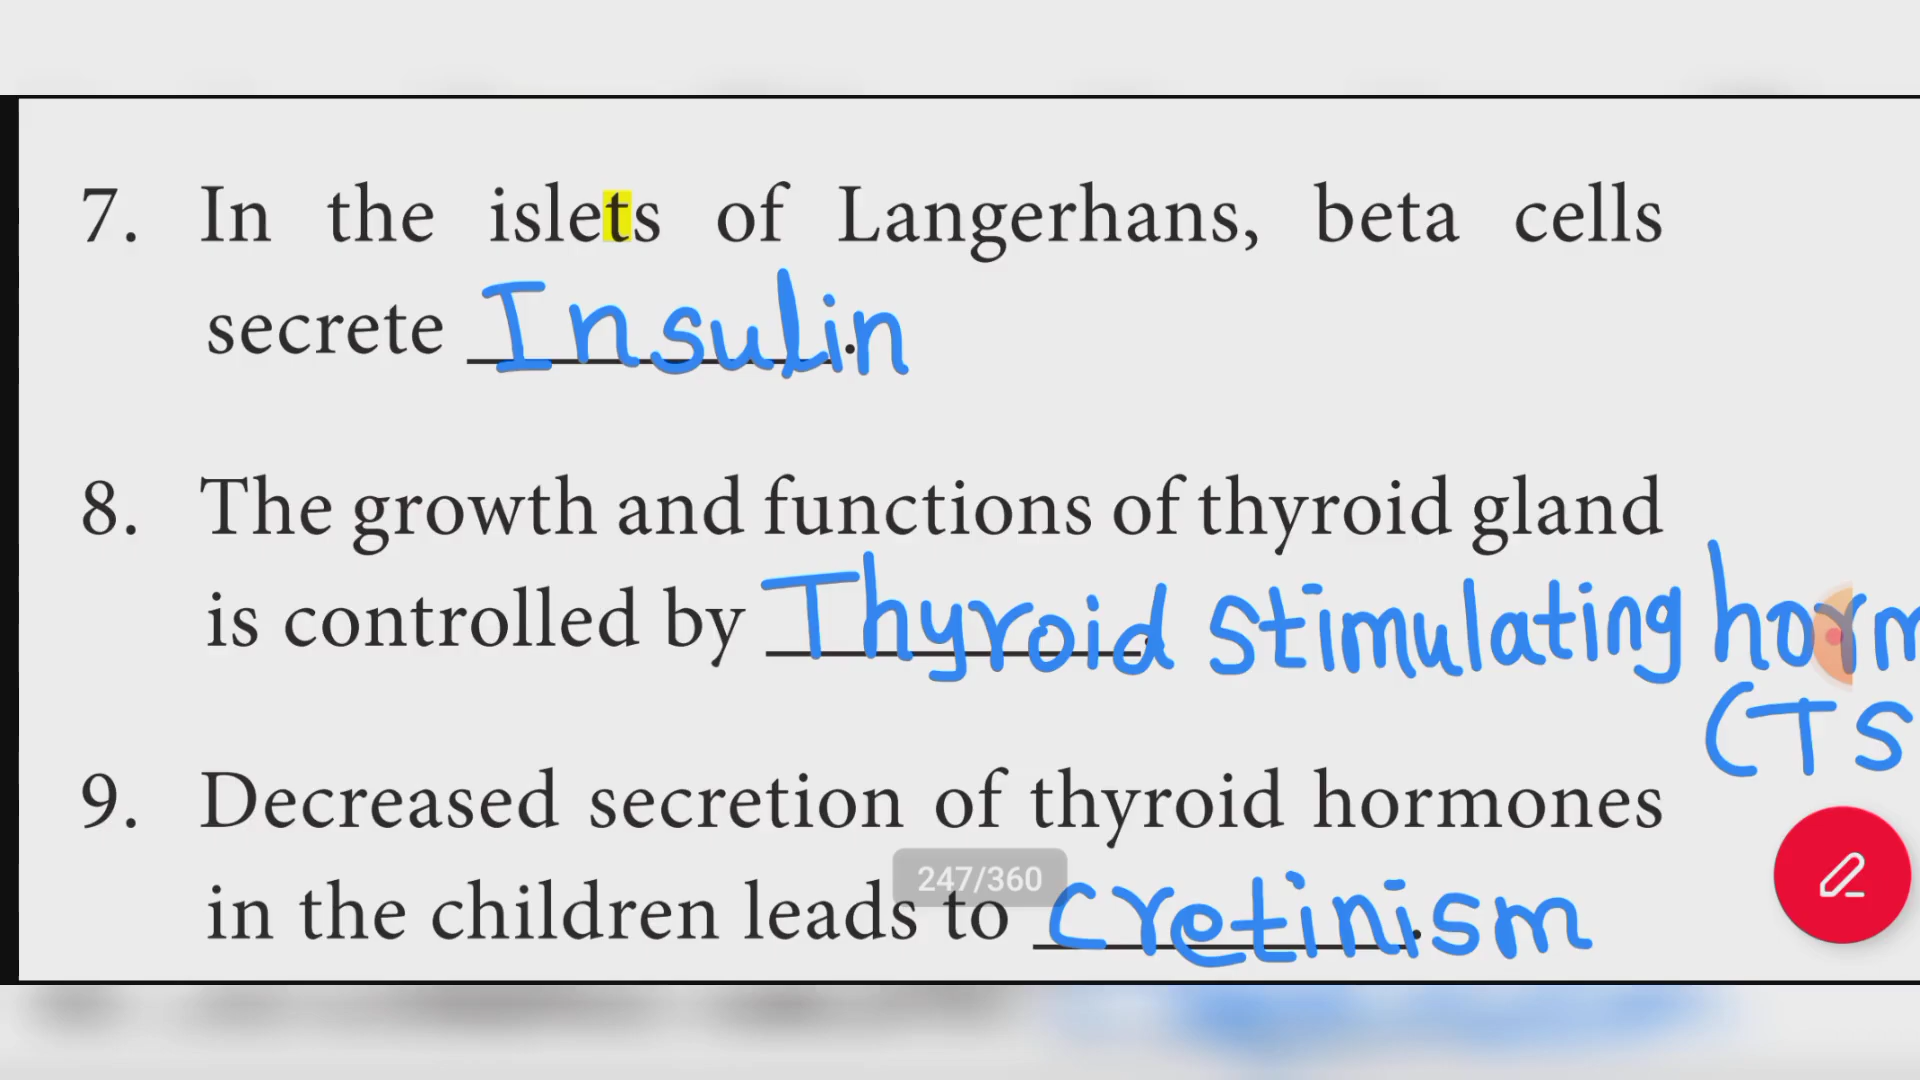 7. In the islets of Langerhans, beta cells
secrete Insulin.
8. The growth and functions of thyroid gland
is controlled by Thyroid stimulating horm
(TS
9. Decreased secretion of thyroid hormones
247/360
in the children leads to Cretinism.